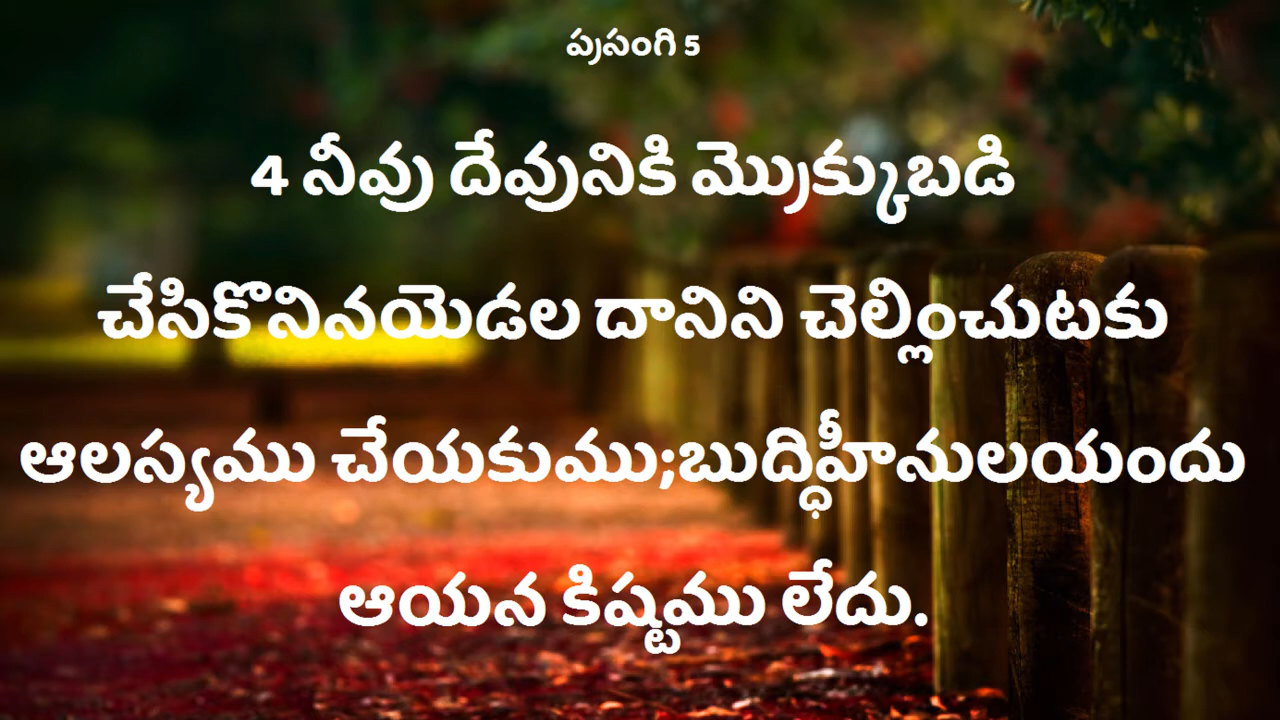 ప్రసంగి 5
4 నీవు దేవునికి మ్రొక్కుబడి
చేసికొనినయెడల దానిని చెల్లించుటకు
ఆలస్యము చేయకుము;బుద్ధిహీనులయందు
ఆయన కిష్టము లేదు.